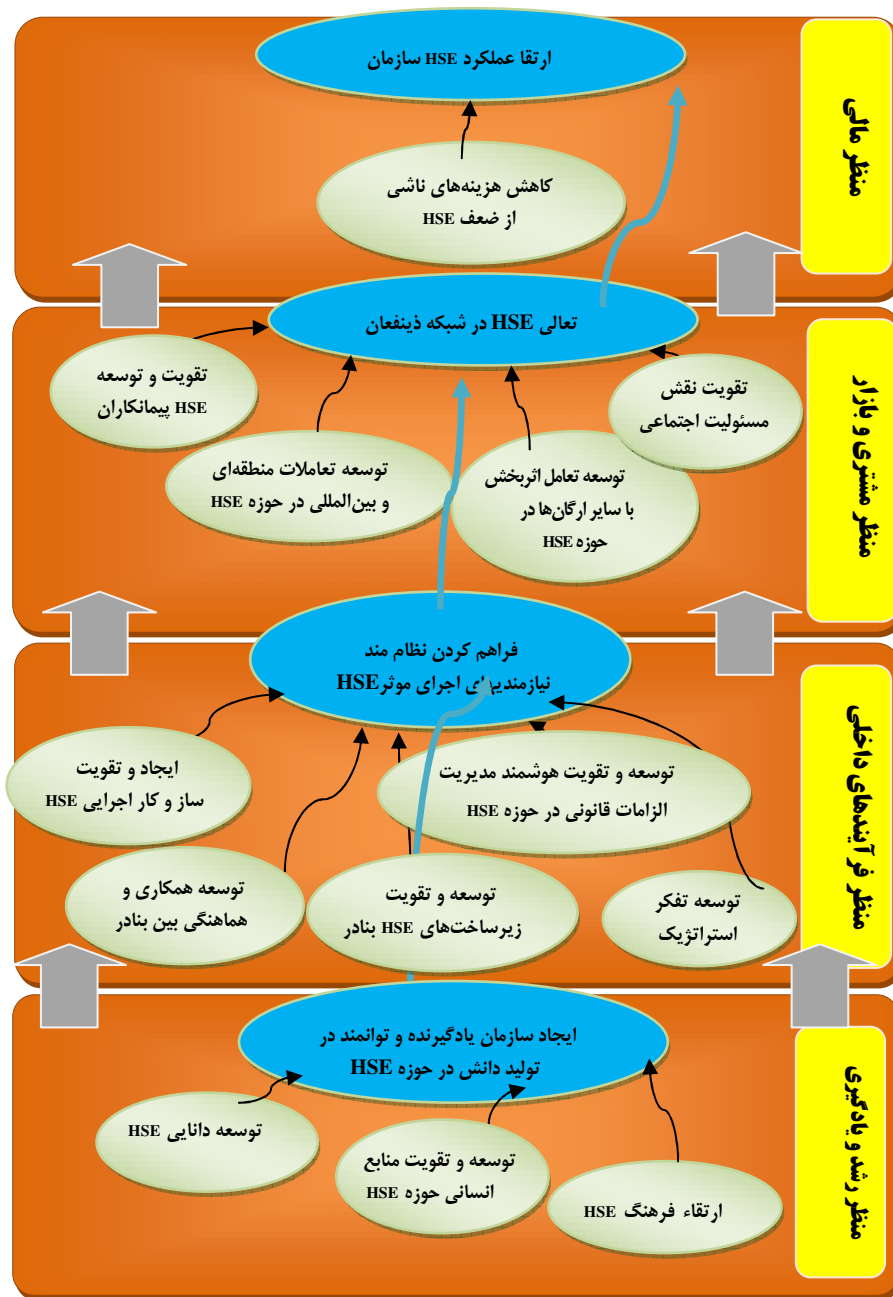 منظر مالی
ارتقا عملکرد HSE سازمان
کاهش هزینه‌های ناشی
از ضعف HSE
منظر مشتری و بازار
تعالی HSE در شبکه ذینفعان
تقویت نقش
مسئولیت اجتماعی
توسعه تعامل اثربخش
با سایر ارگان‌ها در
حوزه HSE
توسعه تعاملات منطقه‌ای
و بین‌المللی در حوزه HSE
تقویت و توسعه
HSE پیمانکاران
منظر فرآیندهای داخلی
فراهم کردن نظام مند
نیازمندیهای اجرای موثرHSE
توسعه و تقویت هوشمند مدیریت
الزامات قانونی در حوزه HSE
ایجاد و تقویت
ساز و کار اجرایی HSE
توسعه تفکر
استراتژیک
توسعه و تقویت
زیرساخت‌های HSE بنادر
توسعه همکاری و
هماهنگی بین بنادر
منظر رشد و یادگیری
ایجاد سازمان یادگیرنده و توانمند در
تولید دانش در حوزه HSE
ارتقاء فرهنگ HSE
توسعه و تقویت منابع
انسانی حوزه HSE
توسعه دانایی HSE